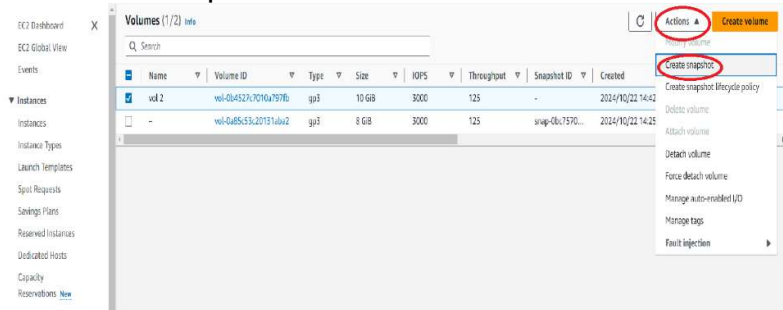 EC2 Dashboard X
EC2 Global View
Events
▼ Instances
Instances
Instance Types
Launch Templates
Spot Requests
Savings Plans
Reserved Instances
Dedicated Hosts
Capacity
Reservations New
Volumes (1/2) Info
Actions ▲ Create volume
Search
Name Volume ID Type Size IOPS Throughput Snapshot ID Created
vol 2 vol-0b4527c7010a797fb gp3 10 GiB 3000 125 - 2024/10/22 14:42
- vol-0a85c53c20131aba2 gp3 8 GiB 3000 125 snap-0bc7570... 2024/10/22 14:25
Modify volume
Create snapshot
Create snapshot lifecycle policy
Delete volume
Attach volume
Detach volume
Force detach volume
Manage auto-enabled I/O
Manage tags
Fault injection